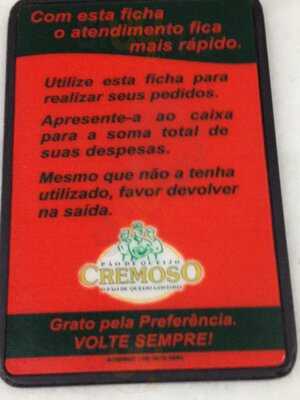 Com esta ficha
o atendimento fica
mais rápido.
Utilize esta ficha para
realizar seus pedidos.
Apresente-a ao caixa
para a soma total de
suas despesas.
Mesmo que não a tenha
utilizado, favor devolver
na saída.
PÃO DE QUEIJO
CREMOSO
Grato pela Preferência.
VOLTE SEMPRE!